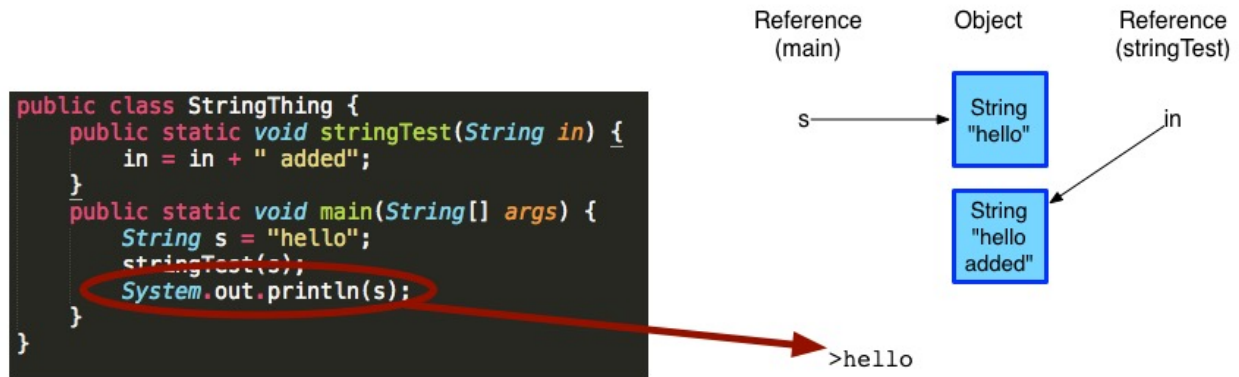 public class StringThing {
public static void stringTest(String in) {
in = in + " added";
}
public static void main(String[] args) {
String s = "hello";
stringTest(s);
System.out.println(s);
}
}
Reference
(main)
Object
Reference
(stringTest)
s
String
"hello"
in
String
"hello
added"
>hello